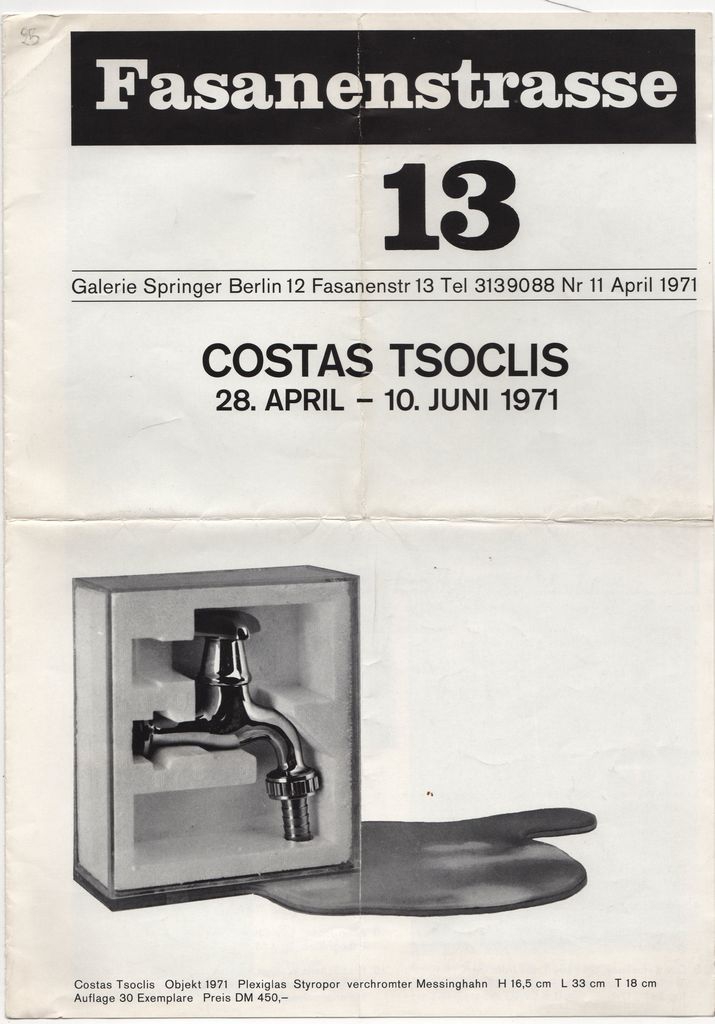 95
Fasanenstrasse
13
Galerie Springer Berlin 12 Fasanenstr 13 Tel 3139088 Nr 11 April 1971
COSTAS TSOCLIS
28. APRIL – 10. JUNI 1971
Costas Tsoclis Objekt 1971 Plexiglas Styropor verchromter Messinghahn H 16,5 cm L 33 cm T 18 cm
Auflage 30 Exemplare Preis DM 450,–